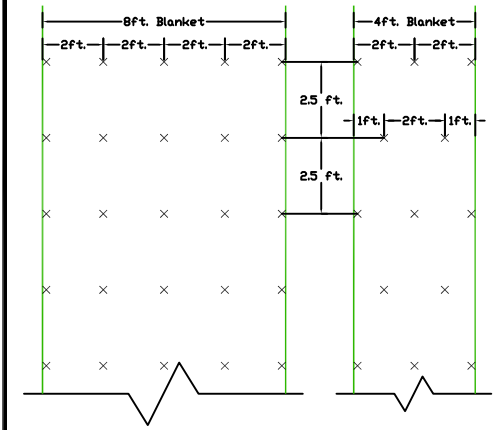 8ft. Blanket
4ft. Blanket
2ft. 2ft. 2ft. 2ft.
2ft. 2ft.
2.5 ft.
1ft. 2ft. 1ft.
2.5 ft.